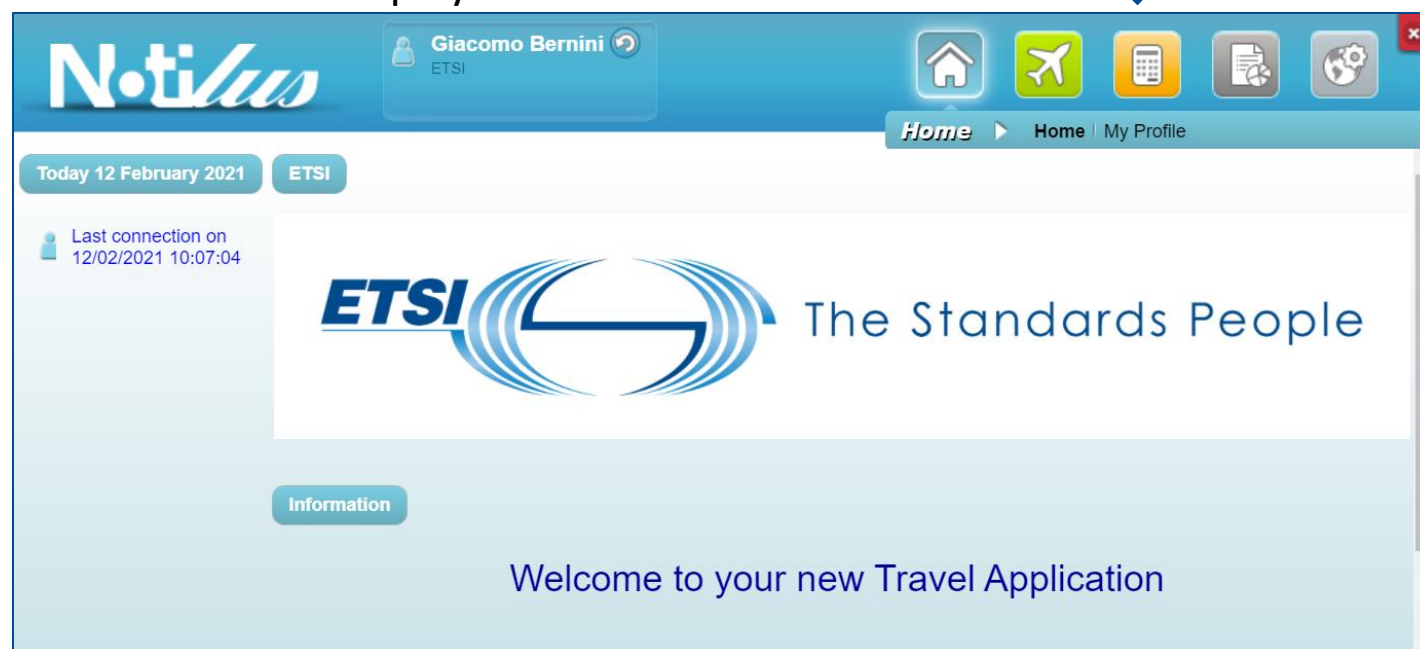 Notilus
Giacomo Bernini
ETSI
Home Home My Profile
Today 12 February 2021 ETSI
Last connection on
12/02/2021 10:07:04
ETSI The Standards People
Information
Welcome to your new Travel Application